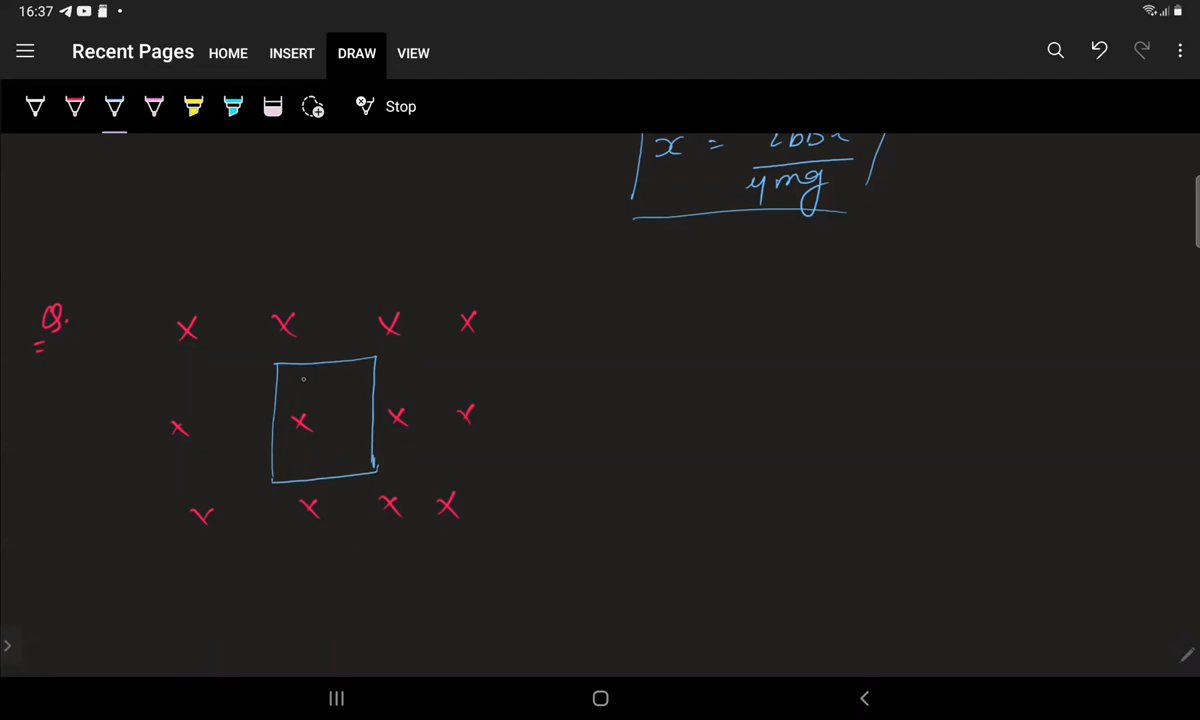 16:37
Recent Pages HOME INSERT DRAW VIEW
Stop
x =
4mg
Q.
x x x x
x x x x
x x x x